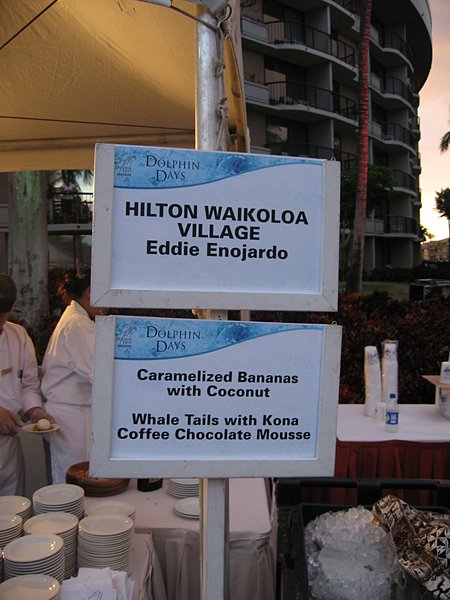 DOLPHIN
DAYS
HILTON WAIKOLOA
VILLAGE
Eddie Enojardo
DOLPHIN
DAYS
Caramelized Bananas
with Coconut
Whale Tails with Kona
Coffee Chocolate Mousse